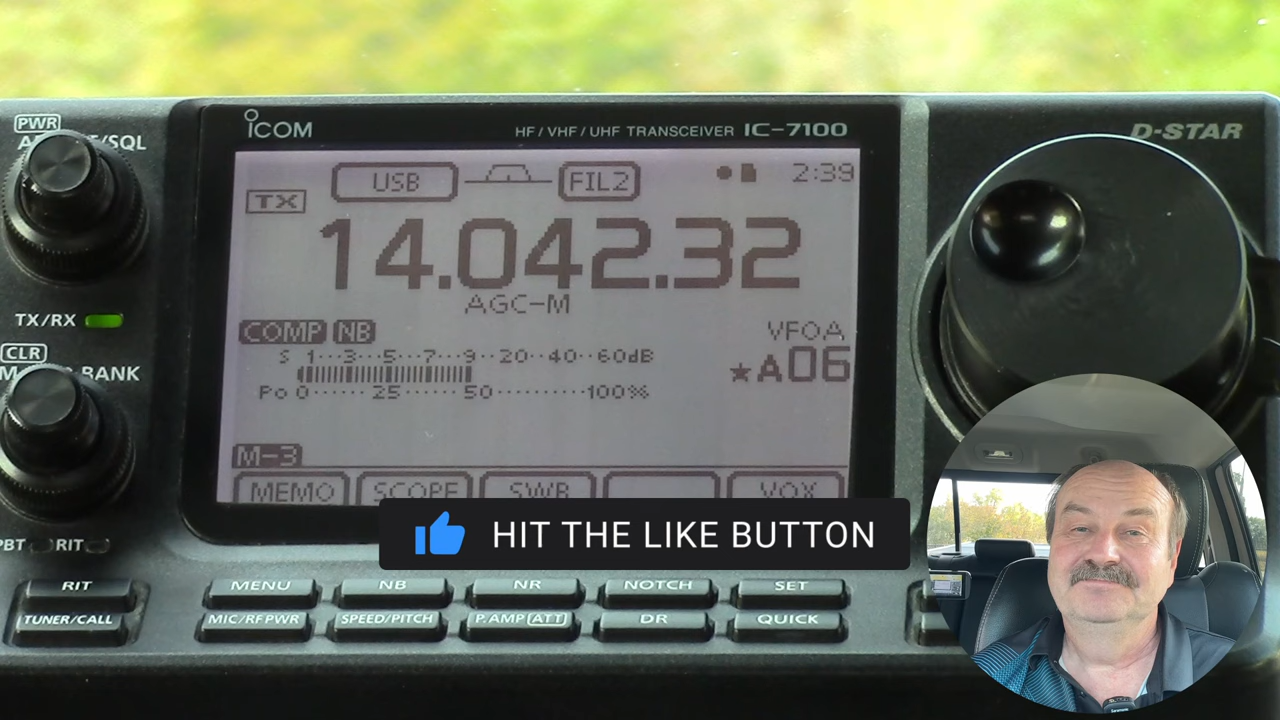 PWR
ICOM
HF/VHF/UHF TRANSCEIVER IC-7100
D-STAR
/SQL
USB
FIL2
2:39
TX
14.042.32
AGC-M
TX/RX
COMP NB
VFOA
S 1···3···5···7···9··20··40··60dB
★A06
CLR
BANK
Po 0······25······50·········100%
M-3
MEMO SCOPE SWR VOX
HIT THE LIKE BUTTON
PBT RIT
RIT MENU NB NR NOTCH SET
TUNER/CALL MIC/RF PWR SPEED/PITCH P.AMP ATT DR QUICK